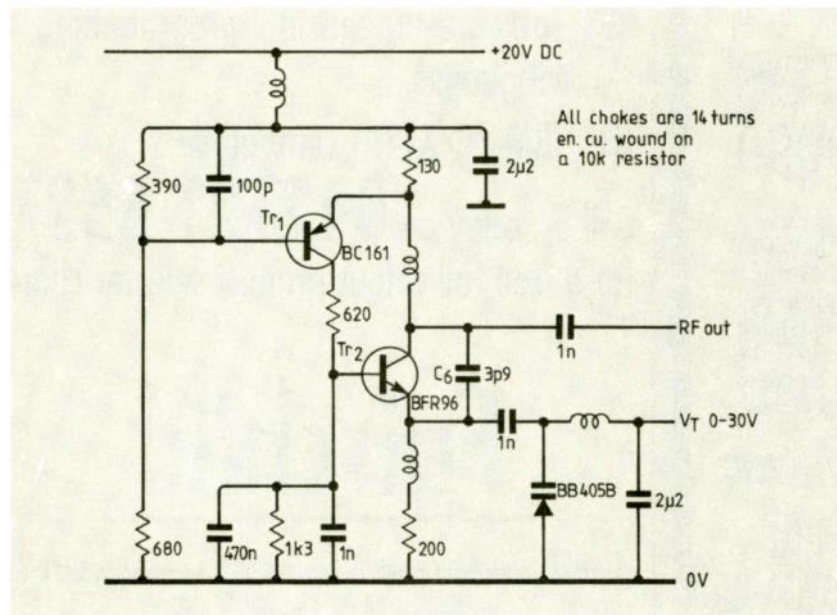 +20V DC
All chokes are 14 turns
en. cu. wound on
a 10k resistor
390
100p
130
2µ2
Tr1
BC161
620
Tr2
BFR96
C6
3p9
1n
RF out
1n
VT 0-30V
BB405B
2µ2
680
470n
1k3
1n
200
0V